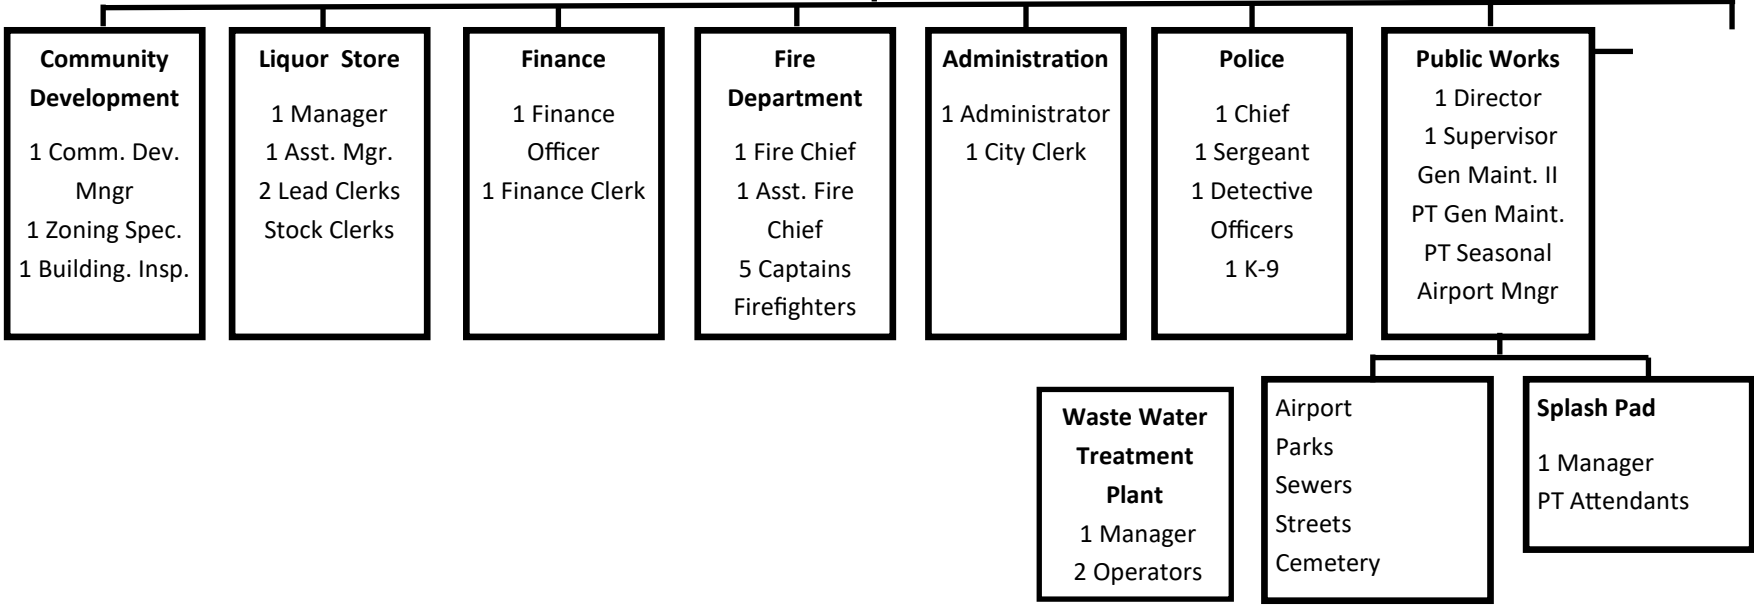 Community
Development
1 Comm. Dev.
Mngr
1 Zoning Spec.
1 Building. Insp.
Liquor  Store
1 Manager
1 Asst. Mgr.
2 Lead Clerks
Stock Clerks
Finance
1 Finance
Officer
1 Finance Clerk
Fire
Department
1 Fire Chief
1 Asst. Fire
Chief
5 Captains
Firefighters
Administration
1 Administrator
1 City Clerk
Police
1 Chief
1 Sergeant
1 Detective
Officers
1 K-9
Public Works
1 Director
1 Supervisor
Gen Maint. II
PT Gen Maint.
PT Seasonal
Airport Mngr
Waste Water
Treatment
Plant
1 Manager
2 Operators
Airport
Parks
Sewers
Streets
Cemetery
Splash Pad
1 Manager
PT Attendants